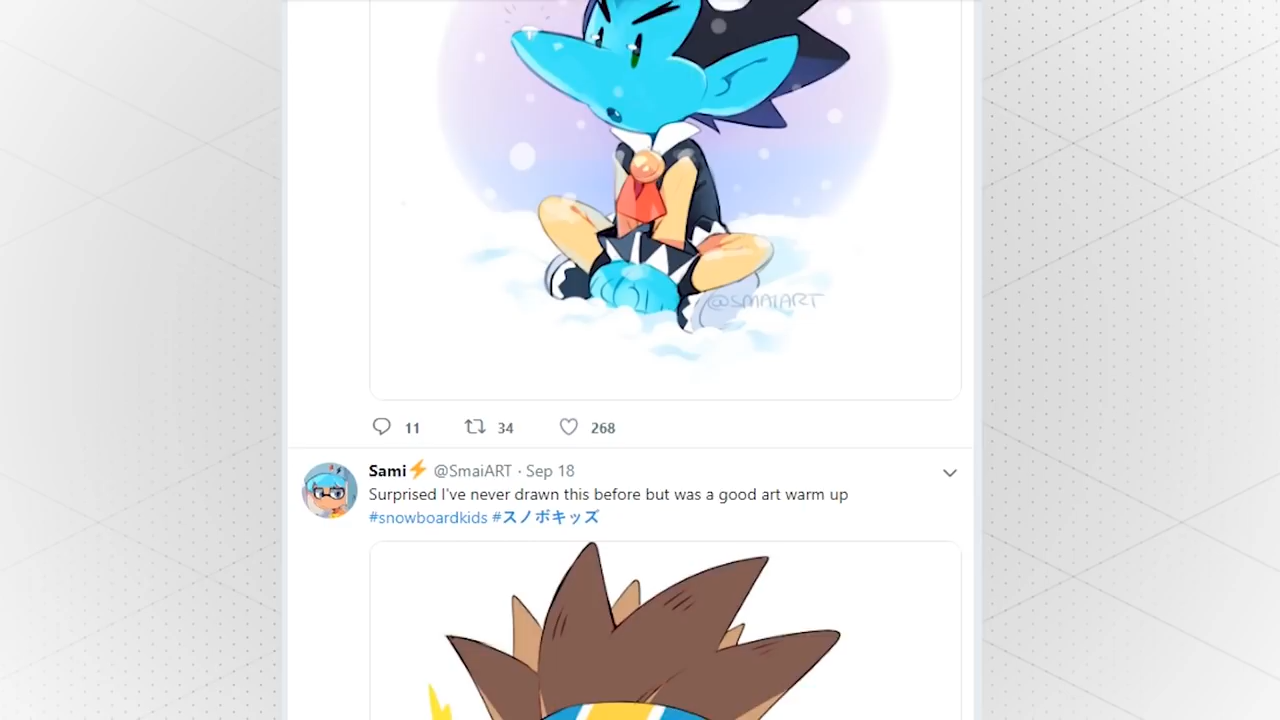 @SMAIART
11 34 268
Sami⚡ @SmaiART · Sep 18
Surprised I've never drawn this before but was a good art warm up
#snowboardkids #スノボキッズ